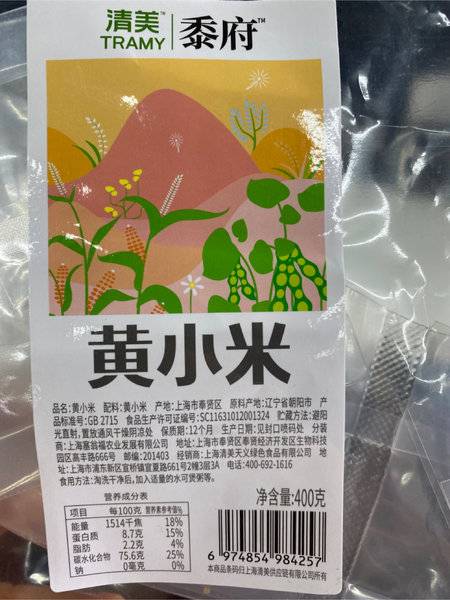 清美™ 黍府™
TRAMY
黄小米
品名:黄小米 配料:黄小米 产地:上海市奉贤区 原料产地:辽宁省朝阳市 产
品标准号:GB 2715 食品生产许可证编号:SC11631012001324 贮藏方法:避阳
光直射,置放通风干燥阴凉处 保质期:12个月 生产日期:见封口喷码处 分装
商:上海塞翁福农业发展有限公司 地址:上海市奉贤区奉贤经济开发区生物科技
园区高丰路666号 邮编:201403 经销商:上海清美天义绿色食品有限公司 地
址:上海市浦东新区宣桥镇宣夏路661号2幢3层A 电话:400-692-1616
食用方法:淘洗干净后,加入适量的水可煲粥等。
营养成分表
项目 每100克 营养素参考值%
能量 1514千焦 18%
蛋白质 8.7克 15%
脂肪 2.2克 4%
碳水化合物 75.6克 25%
钠 0毫克 0%
净含量:400克
6 974854 984257
本商品条码归上海清美供应链有限公司所有